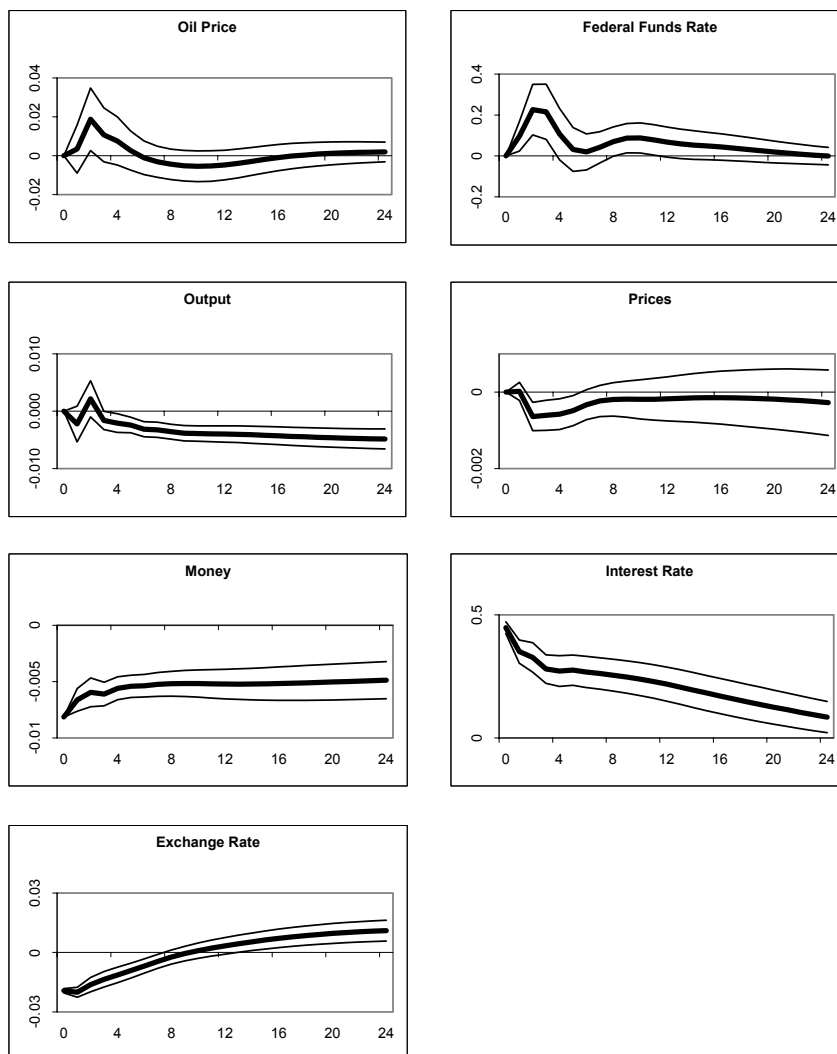 Oil Price
0.04
0.02
0
-0.02
0 4 8 12 16 20 24
Federal Funds Rate
0.4
0.2
0
-0.2
0 4 8 12 16 20 24
Output
0.010
0.000
-0.010
0 4 8 12 16 20 24
Prices
0
-0.002
0 4 8 12 16 20 24
Money
0
-0.005
-0.01
0 4 8 12 16 20 24
Interest Rate
0.5
0
0 4 8 12 16 20 24
Exchange Rate
0.03
0
-0.03
0 4 8 12 16 20 24